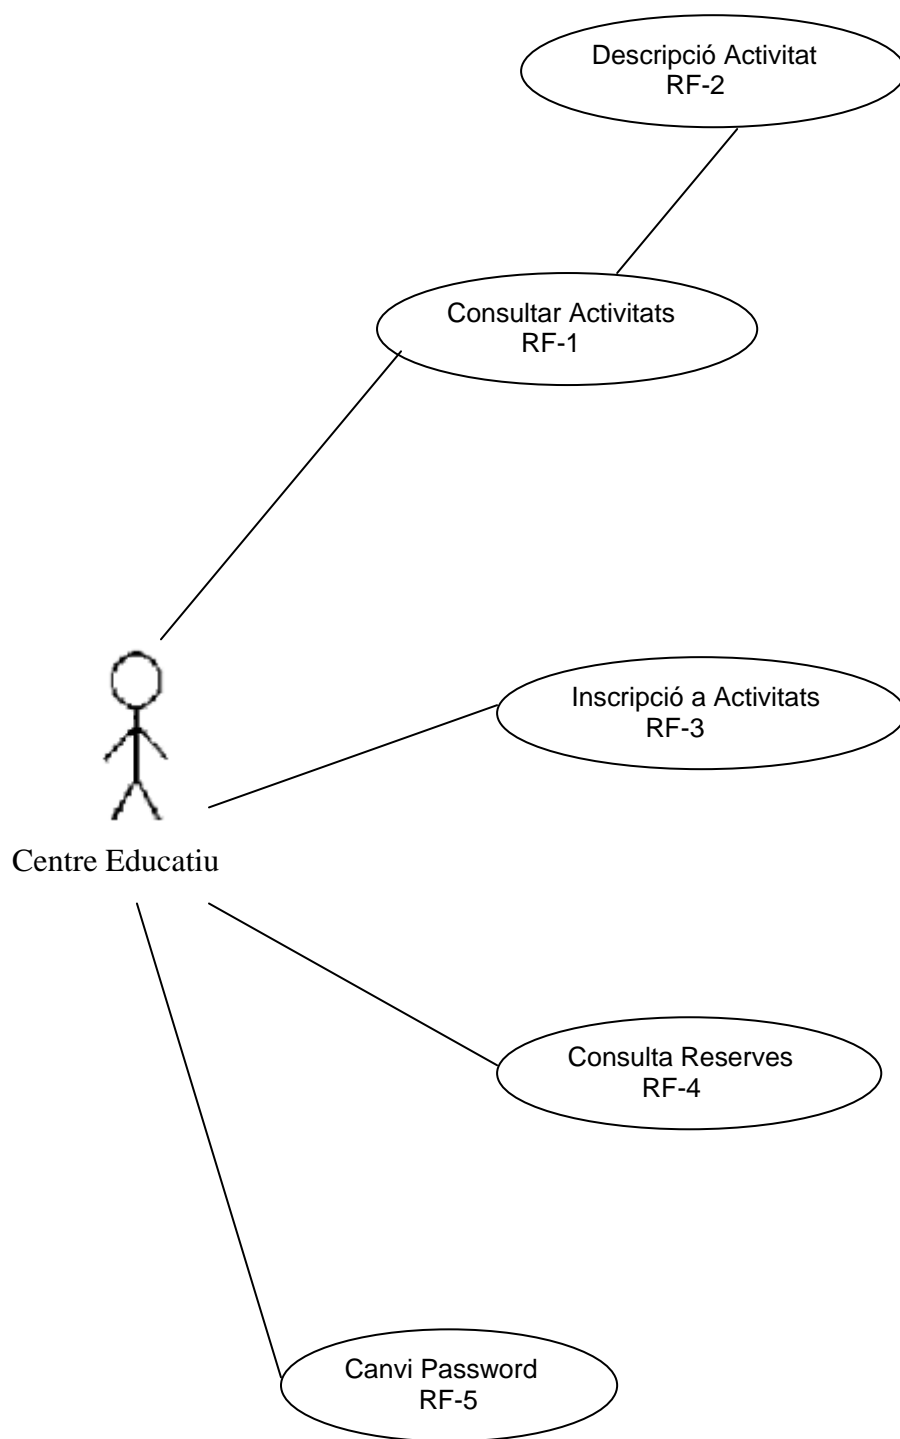 Descripció Activitat
RF-2
Consultar Activitats
RF-1
Inscripció a Activitats
RF-3
Centre Educatiu
Consulta Reserves
RF-4
Canvi Password
RF-5